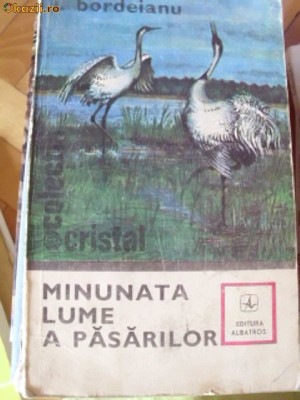 okazii.ro
bordeianu
colecția
cristal
MINUNATA
LUME
A PĂSĂRILOR
EDITURA
ALBATROS